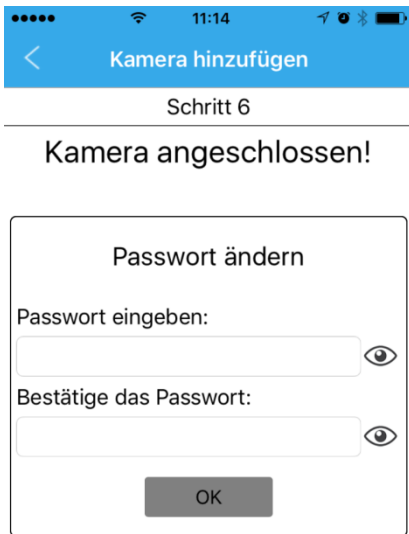 11:14
Kamera hinzufügen
Schritt 6
Kamera angeschlossen!
Passwort ändern
Passwort eingeben:
Bestätige das Passwort:
OK